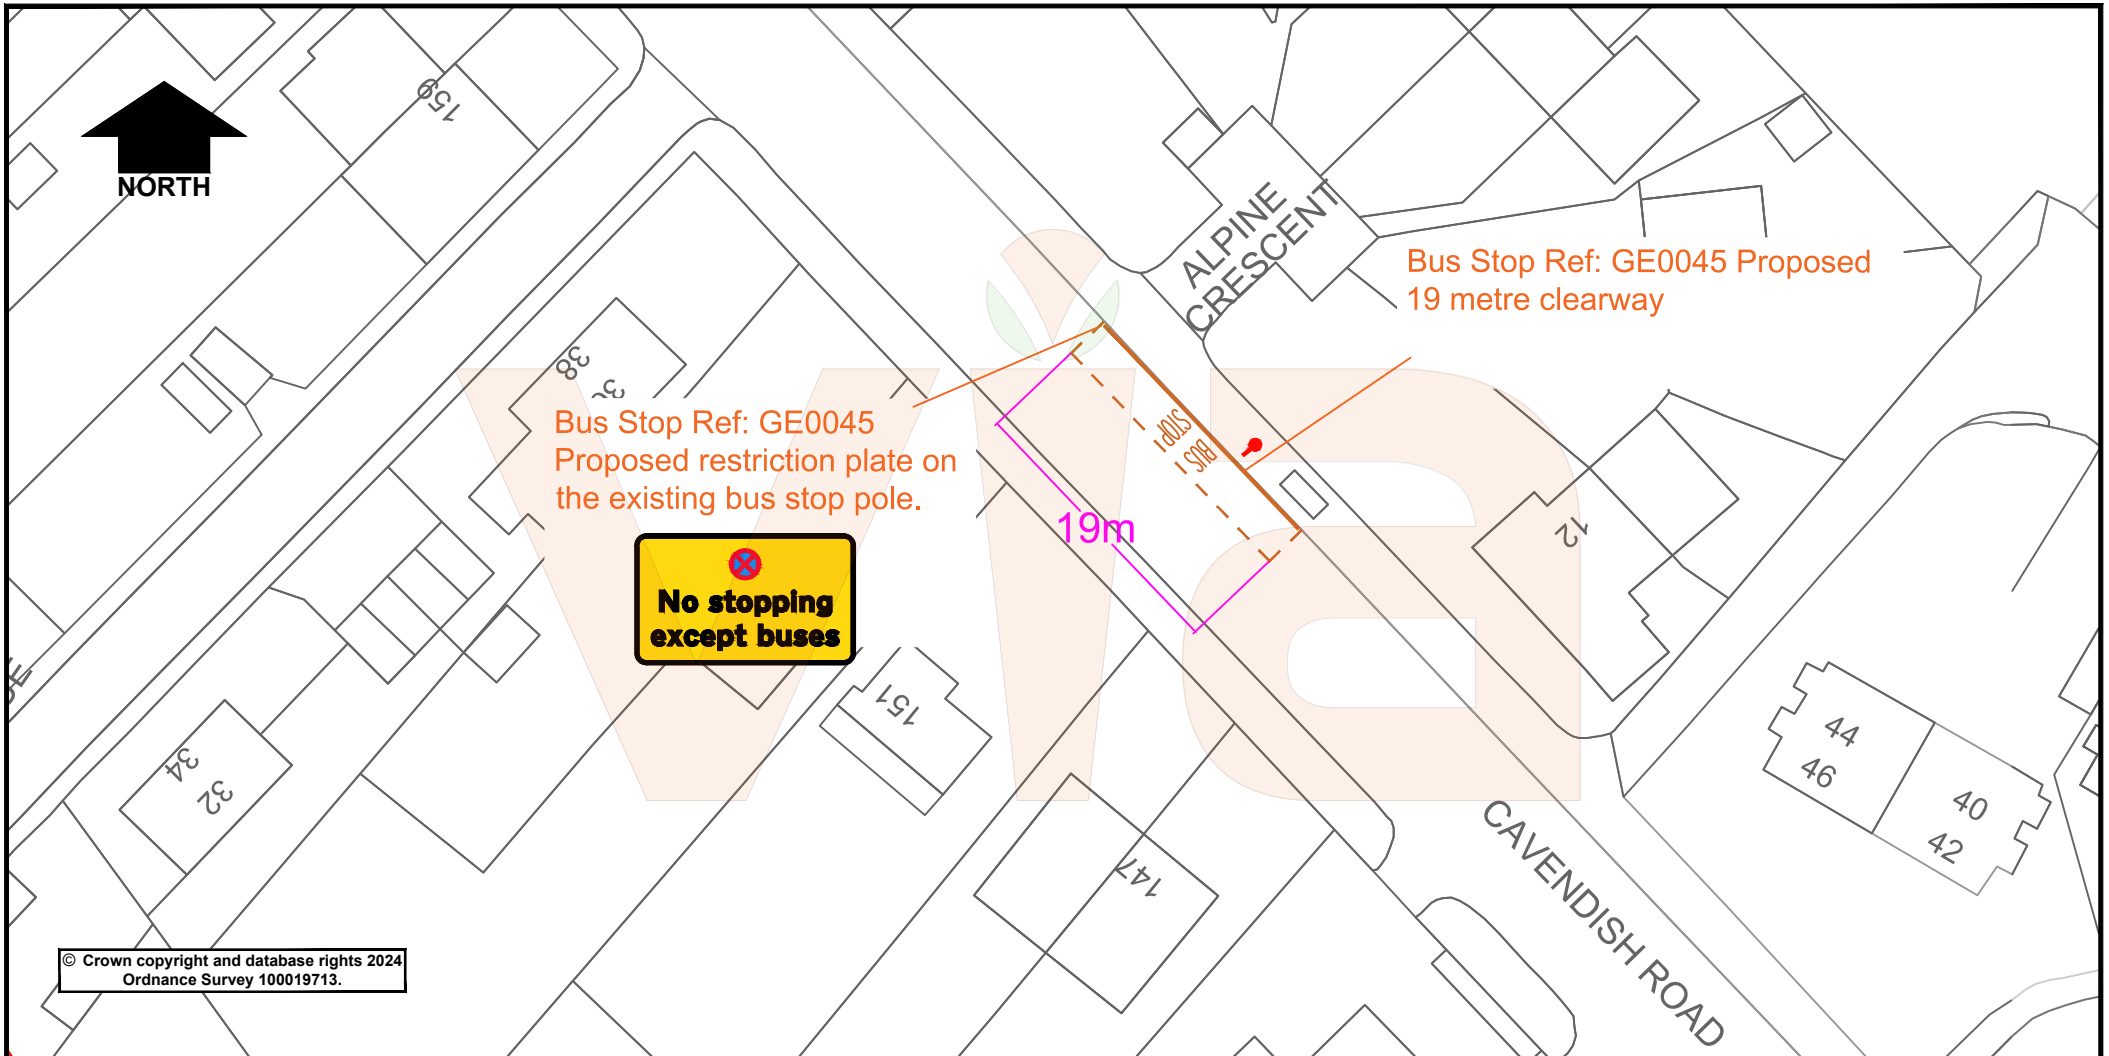 159
NORTH
ALPINE
CRESCENT
Bus Stop Ref: GE0045 Proposed
19 metre clearway
38
Bus Stop Ref: GE0045
Proposed restriction plate on
the existing bus stop pole.
BUS
STOP
19m
No stopping
except buses
12
151
34
32
44
46
40
42
147
CAVENDISH ROAD
via
© Crown copyright and database rights 2024
Ordnance Survey 100019713.